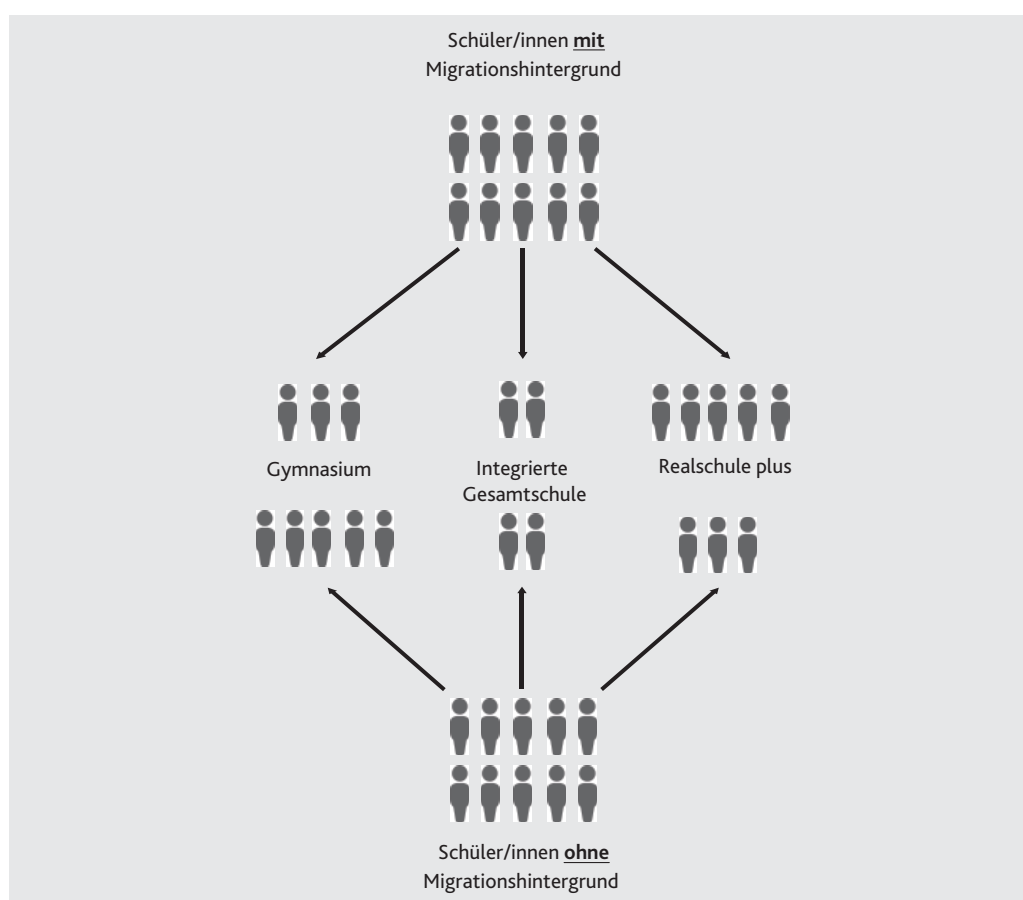 Schüler/innen mit
Migrationshintergrund
Gymnasium
Integrierte
Gesamtschule
Realschule plus
Schüler/innen ohne
Migrationshintergrund